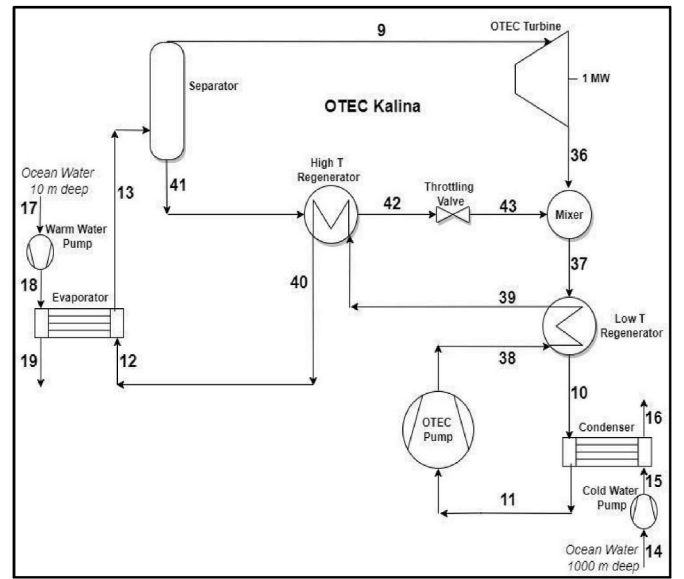 9
OTEC Turbine
Separator
1 MW
OTEC Kalina
36
13
41
High T
Regenerator
Throttling
Valve
Ocean Water
10 m deep
17
42
43
Mixer
Warm Water
Pump
37
18
40
39
Evaporator
Low T
Regenerator
38
19
12
10
16
OTEC
Pump
Condenser
15
11
Cold Water
Pump
Ocean Water
1000 m deep
14